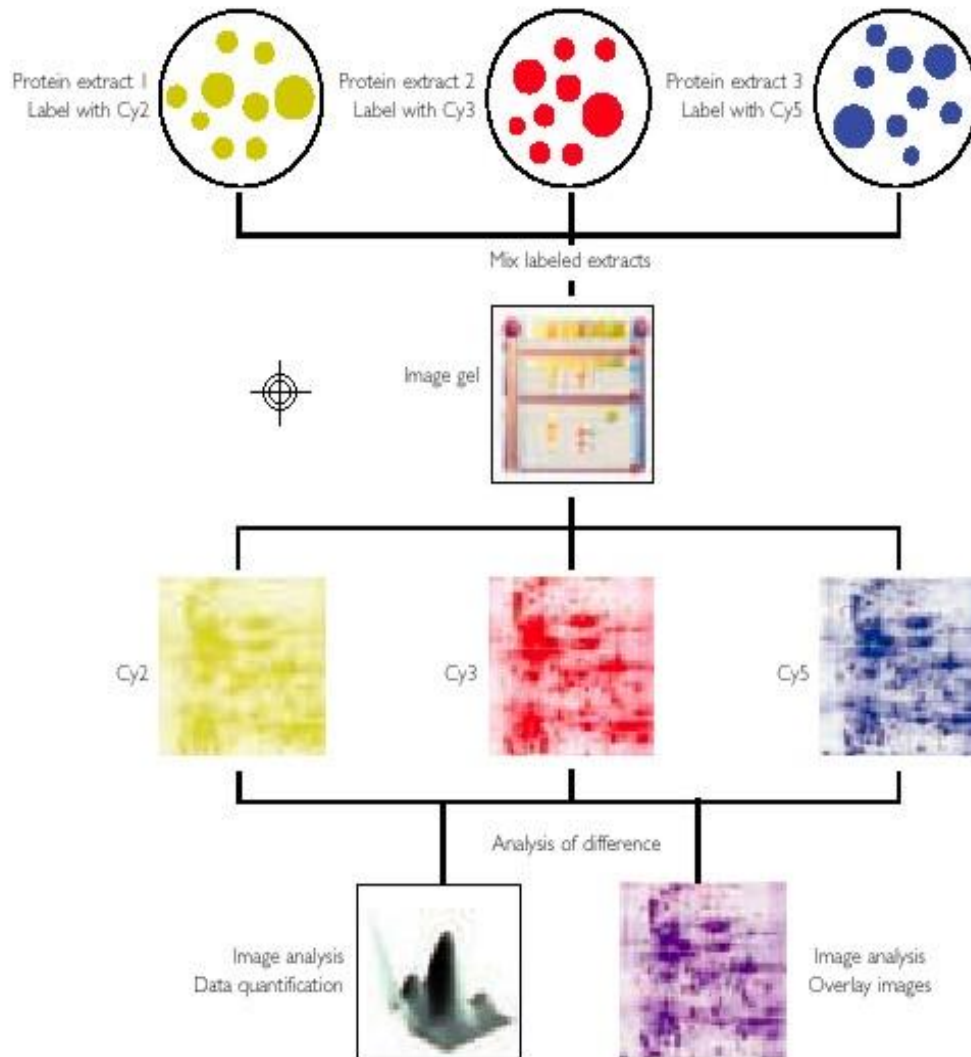 Protein extract 1
Label with Cy2
Protein extract 2
Label with Cy3
Protein extract 3
Label with Cy5
Mix labeled extracts
Image gel
Cy2
Cy3
Cy5
Analysis of difference
Image analysis
Data quantification
Image analysis
Overlay images